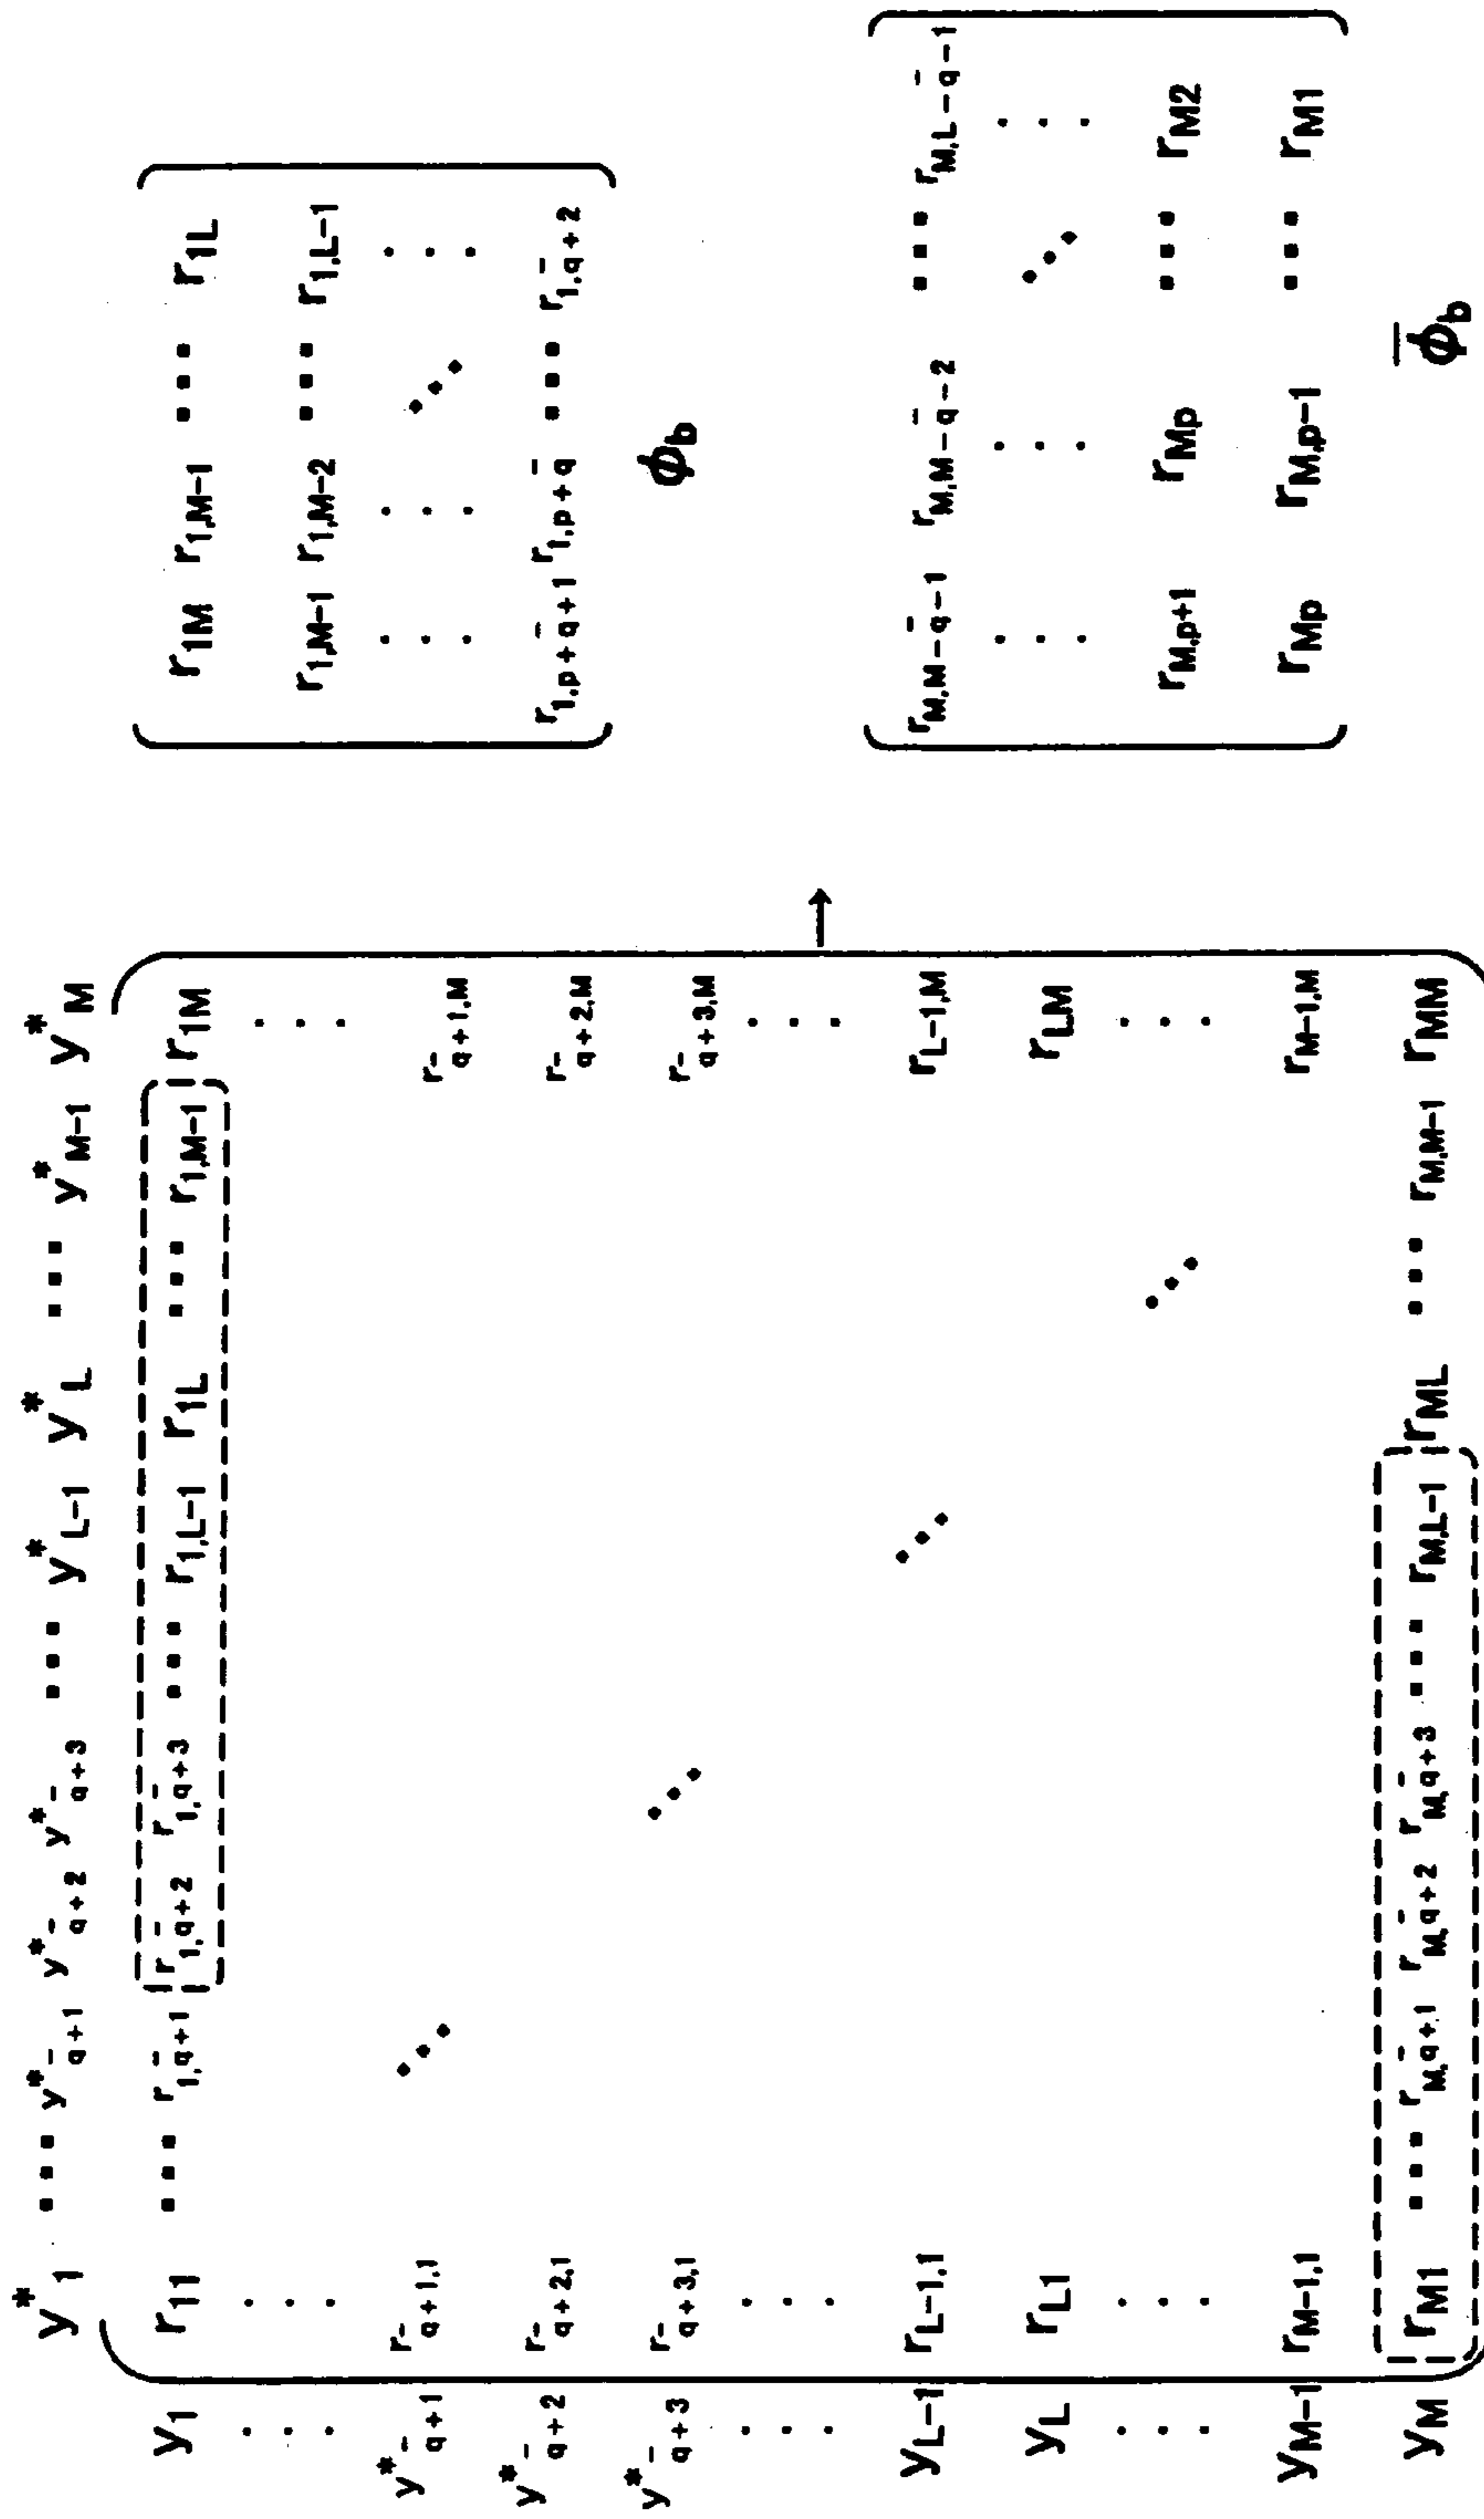 y*₁ ... y*q̄+1 y*q̄+2 y*q̄+3 ... y*L-1 y*L ... y*M-1 y*M
y1 r11 ... r1,q̄+1 r1,q̄+2 r1,q̄+3 ... r1,L-1 r1L ... r1,M-1 r1M
y*q̄+1 rq̄+1,1 rq̄+1,M
y*q̄+2 rq̄+2,1 rq̄+2,M
y*q̄+3 rq̄+3,1 rq̄+3,M
yL-1 rL-1,1 rL-1,M
yL rL1 rLM
yM-1 rM-1,1 rM-1,M
yM rM1 ... rM,q̄+1 rM,q̄+2 rM,q̄+3 ... rM,L-1 rML ... rM,M-1 rMM
→
r1M r1,M-1 ... r1L
r1,M-1 r1,M-2 ... r1,L-1
r1,p+q̄+1 r1,p+q̄ ... r1,q̄+2
ϕb
rM,M-q̄-1 rM,M-q̄-2 ... rM,L-q̄-1
rM,p+1 rMp ... rM2
rMp rM,p-1 ... rM1
ϕ̄b